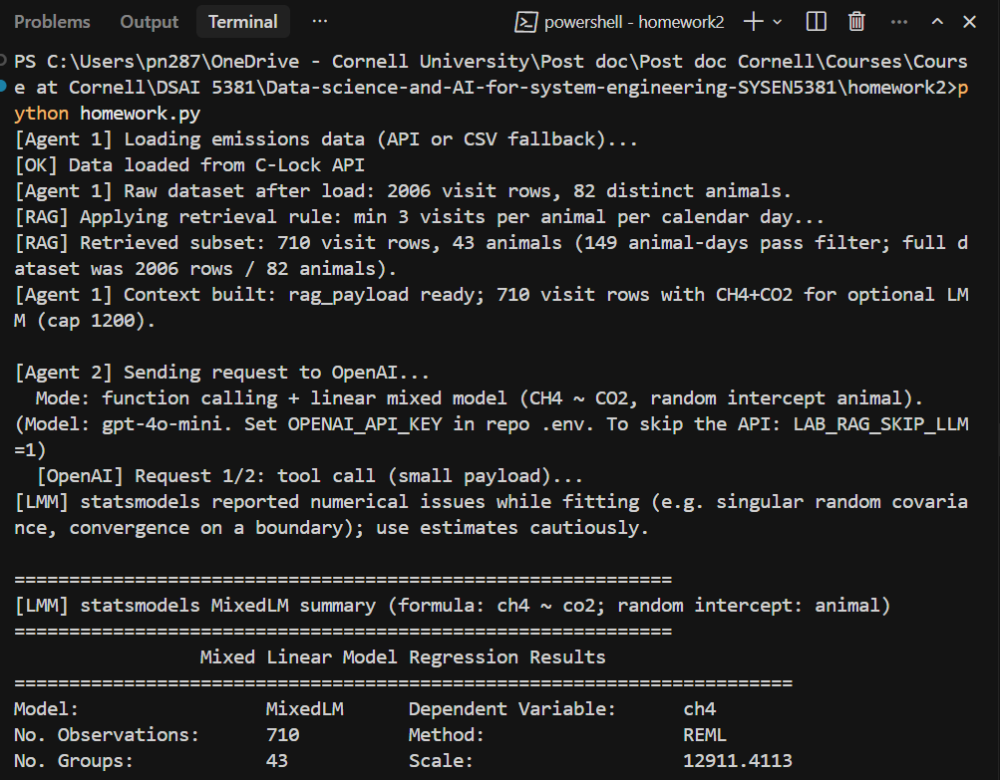 Problems Output Terminal ··· powershell - homework2
PS C:\Users\pn287\OneDrive - Cornell University\Post doc\Post doc Cornell\Courses\Cours
e at Cornell\DSAI 5381\Data-science-and-AI-for-system-engineering-SYSEN5381\homework2>p
ython homework.py
[Agent 1] Loading emissions data (API or CSV fallback)...
[OK] Data loaded from C-Lock API
[Agent 1] Raw dataset after load: 2006 visit rows, 82 distinct animals.
[RAG] Applying retrieval rule: min 3 visits per animal per calendar day...
[RAG] Retrieved subset: 710 visit rows, 43 animals (149 animal-days pass filter; full d
ataset was 2006 rows / 82 animals).
[Agent 1] Context built: rag_payload ready; 710 visit rows with CH4+CO2 for optional LM
M (cap 1200).
[Agent 2] Sending request to OpenAI...
Mode: function calling + linear mixed model (CH4 ~ CO2, random intercept animal).
(Model: gpt-4o-mini. Set OPENAI_API_KEY in repo .env. To skip the API: LAB_RAG_SKIP_LLM
=1)
[OpenAI] Request 1/2: tool call (small payload)...
[LMM] statsmodels reported numerical issues while fitting (e.g. singular random covaria
nce, convergence on a boundary); use estimates cautiously.
============================================================
[LMM] statsmodels MixedLM summary (formula: ch4 ~ co2; random intercept: animal)
============================================================
Mixed Linear Model Regression Results
=======================================================================
Model: MixedLM Dependent Variable: ch4
No. Observations: 710 Method: REML
No. Groups: 43 Scale: 12911.4113